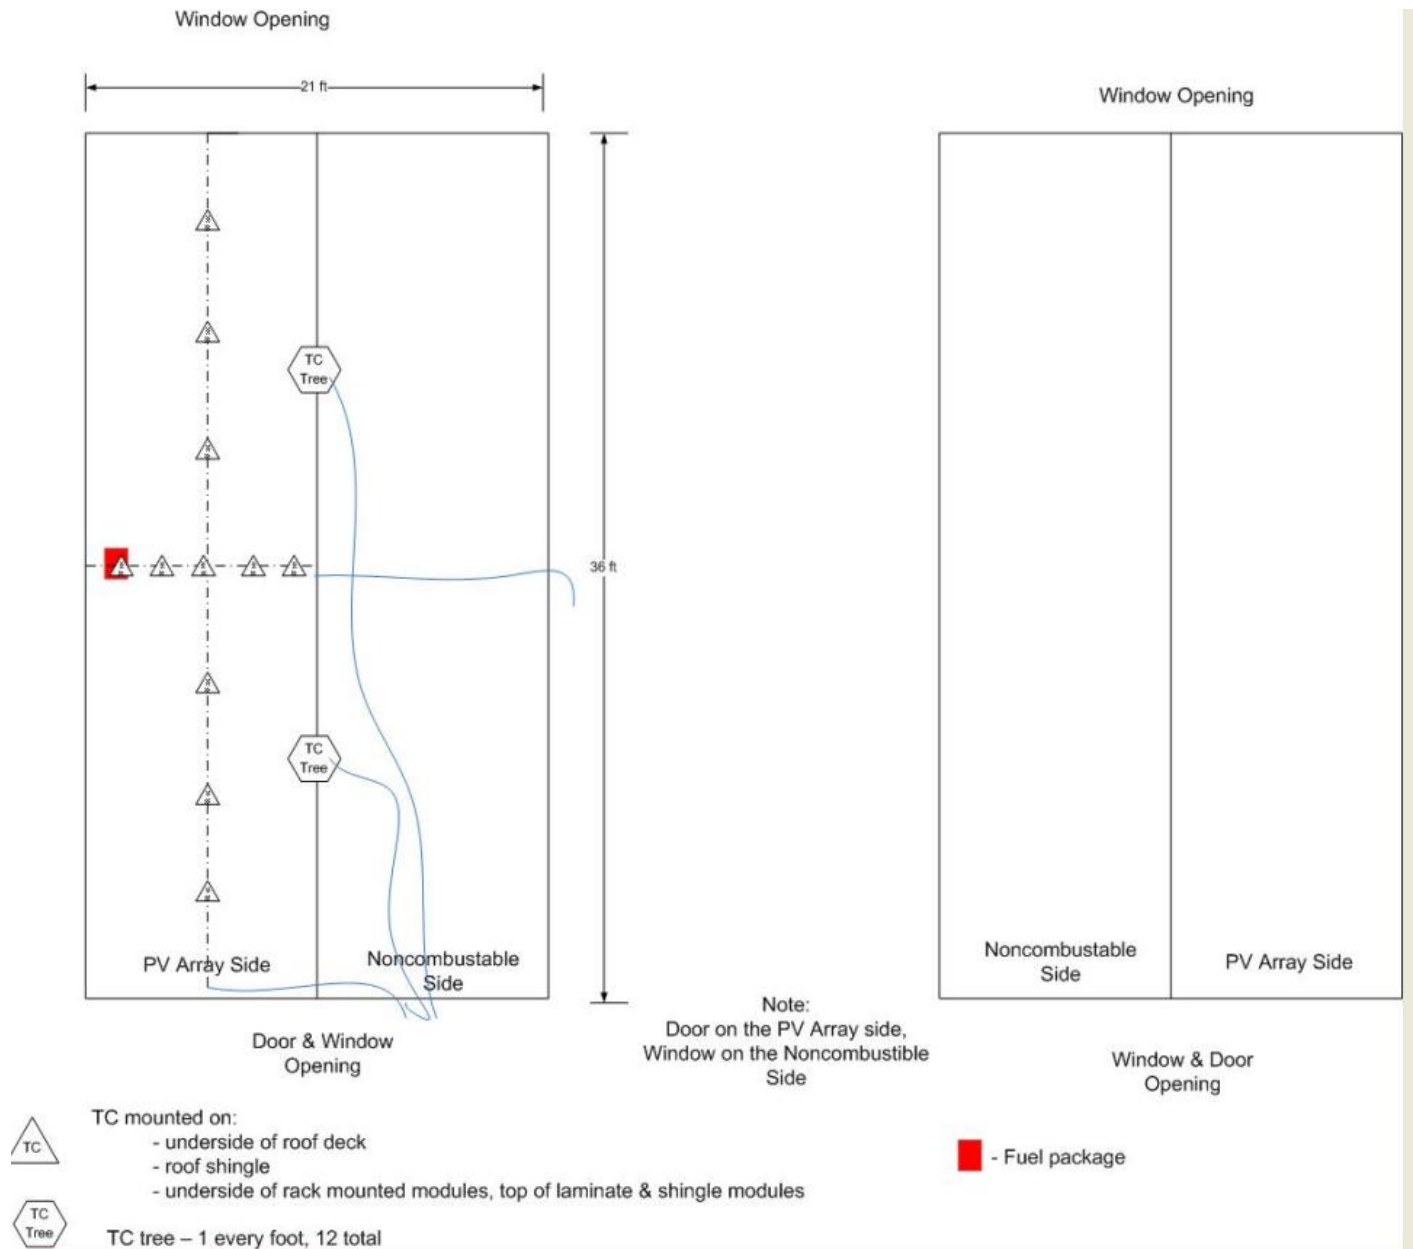 Window Opening
21 ft
Window Opening
TC
Tree
36 ft
TC
Tree
PV Array Side
Noncombustable
Side
Noncombustable
Side
PV Array Side
Note:
Door on the PV Array side,
Window on the Noncombustible
Side
Door & Window
Opening
Window & Door
Opening
TC
TC mounted on:
- underside of roof deck
- roof shingle
- underside of rack mounted modules, top of laminate & shingle modules
- Fuel package
TC
Tree
TC tree – 1 every foot, 12 total